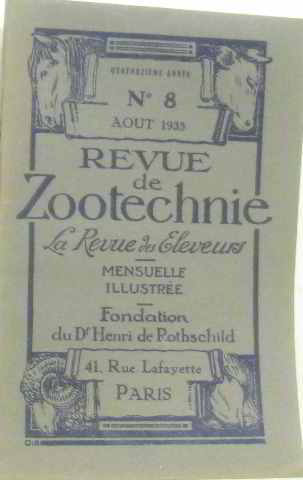 QUATORZIÈME ANNÉE
N° 8
AOUT 1935
REVUE
de
Zootechnie
La Revue des Eleveurs
MENSUELLE
ILLUSTRÉE
Fondation
du Dr Henri de Rothschild
41, Rue Lafayette
PARIS